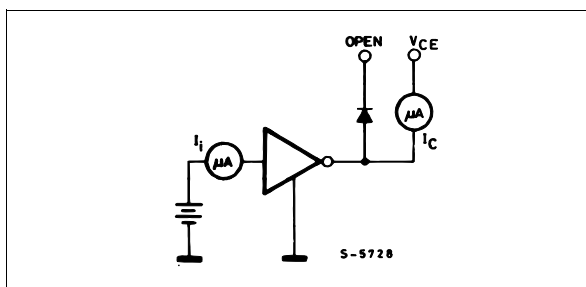 OPEN
VCE
μA
IC
Ii
μA
S-5728